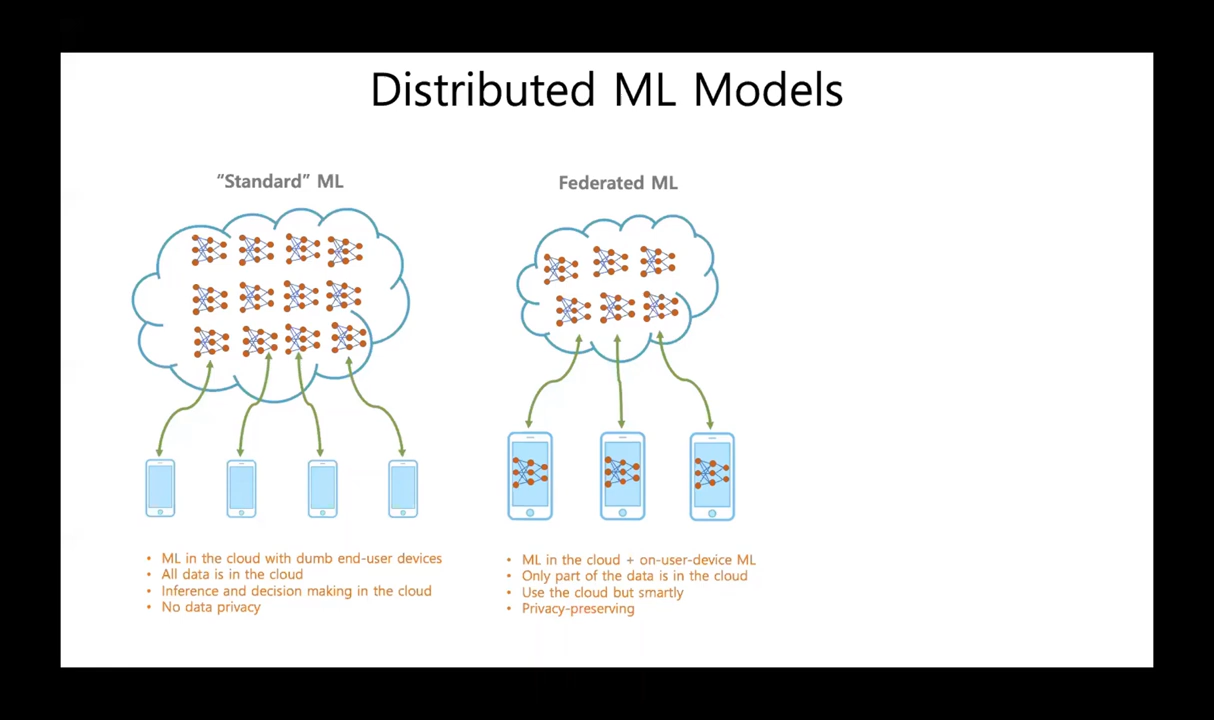 Distributed ML Models
“Standard” ML
• ML in the cloud with dumb end-user devices
• All data is in the cloud
• Inference and decision making in the cloud
• No data privacy
Federated ML
• ML in the cloud + on-user-device ML
• Only part of the data is in the cloud
• Use the cloud but smartly
• Privacy-preserving